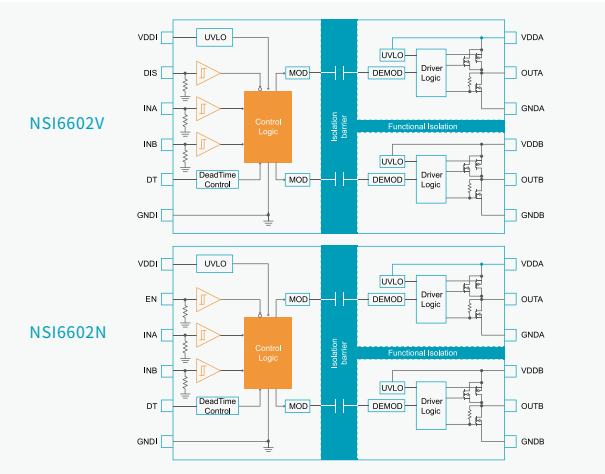 NSI6602V
VDDI
UVLO
DIS
INA
INB
DT
DeadTime
Control
GNDI
Control
Logic
MOD
MOD
Isolation
barrier
UVLO
DEMOD
Driver
Logic
VDDA
OUTA
GNDA
Functional Isolation
UVLO
DEMOD
Driver
Logic
VDDB
OUTB
GNDB
NSI6602N
VDDI
UVLO
EN
INA
INB
DT
DeadTime
Control
GNDI
Control
Logic
MOD
MOD
Isolation
barrier
UVLO
DEMOD
Driver
Logic
VDDA
OUTA
GNDA
Functional Isolation
UVLO
DEMOD
Driver
Logic
VDDB
OUTB
GNDB